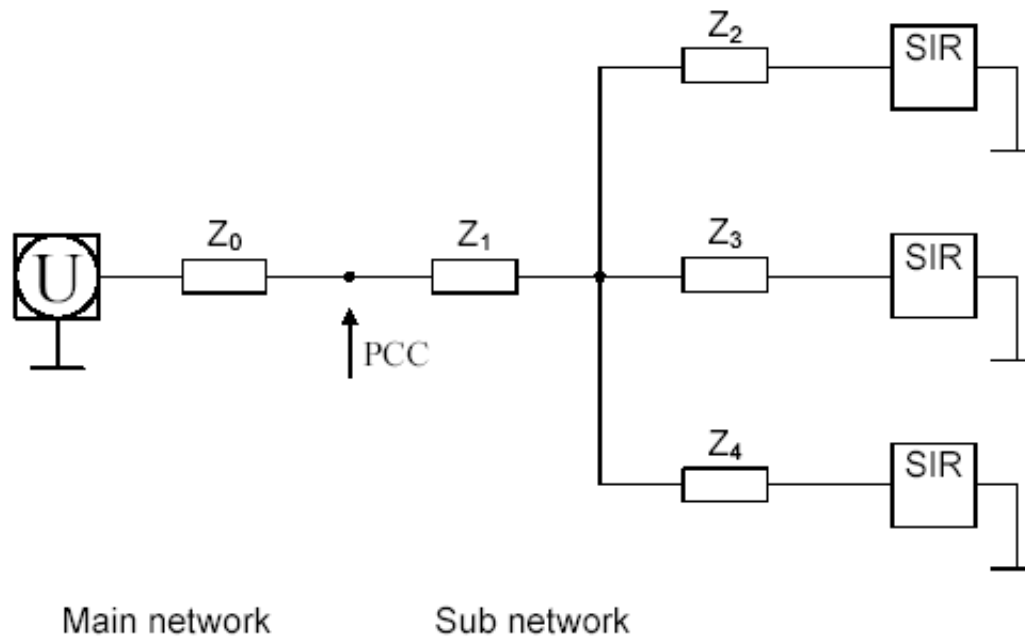 Z₂
SIR
Z₀
Z₁
Z₃
SIR
U
PCC
Z₄
SIR
Main network
Sub network